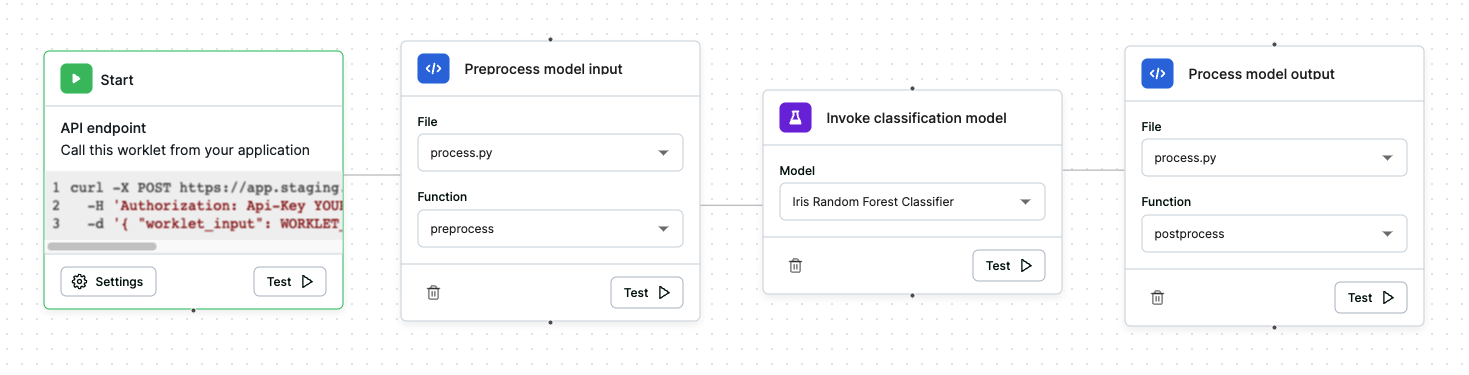 Start
API endpoint
Call this worklet from your application
1 curl -X POST https://app.staging.
2 -H 'Authorization: Api-Key
3 -d '{ "worklet_input": WORKLET_
Settings
Test
Preprocess model input
File
process.py
Function
preprocess
Test
Invoke classification model
Model
Iris Random Forest Classifier
Test
Process model output
File
process.py
Function
postprocess
Test